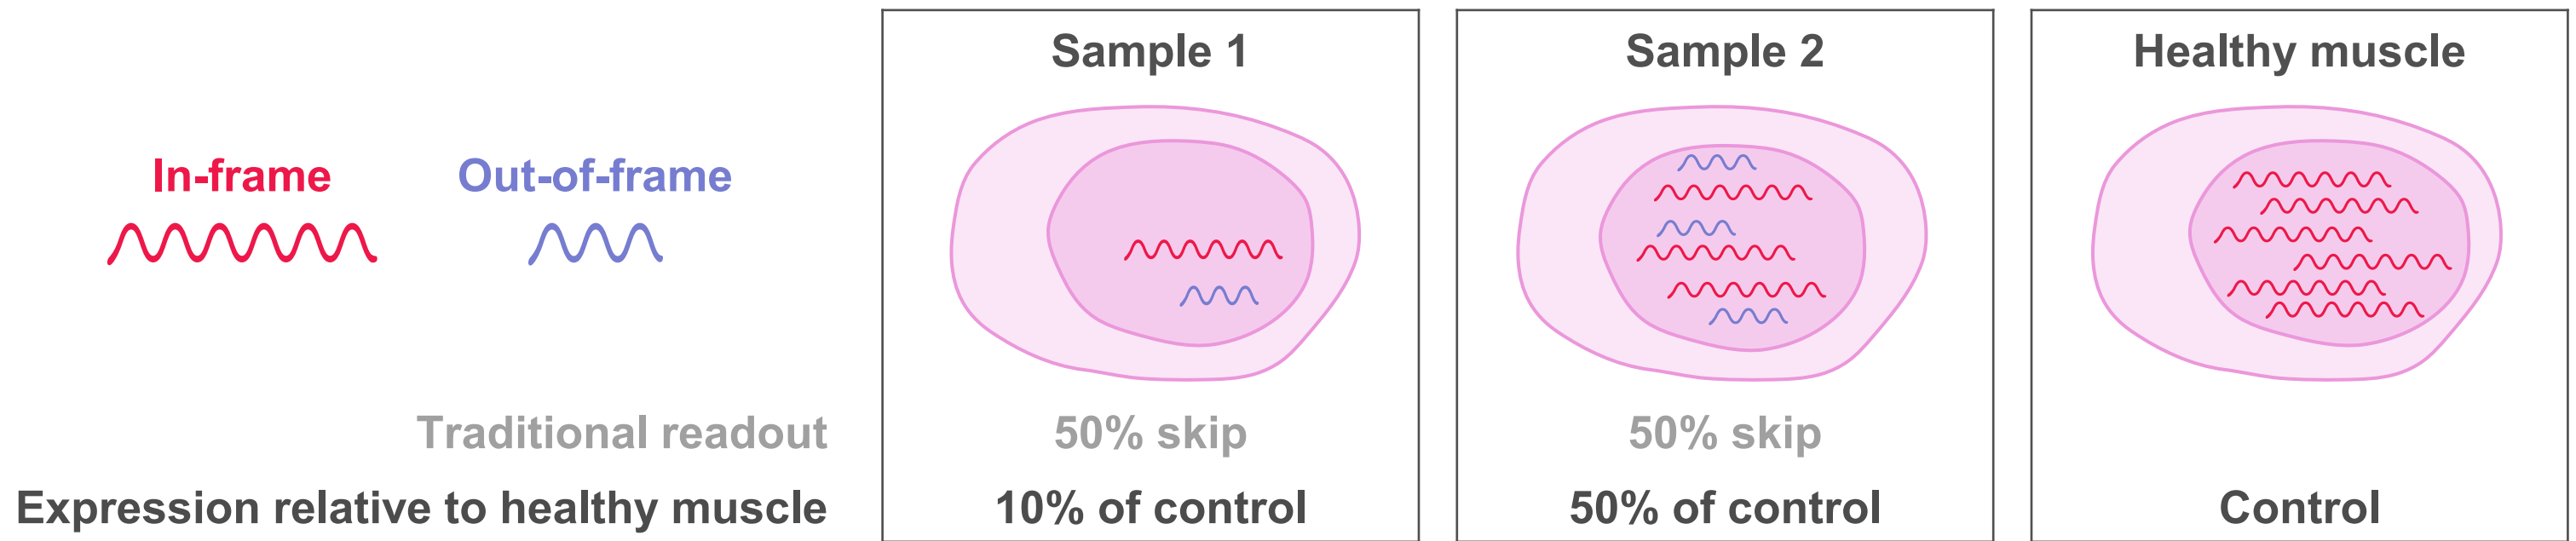 In-frame
Out-of-frame
Traditional readout
Expression relative to healthy muscle
Sample 1
50% skip
10% of control
Sample 2
50% skip
50% of control
Healthy muscle
Control